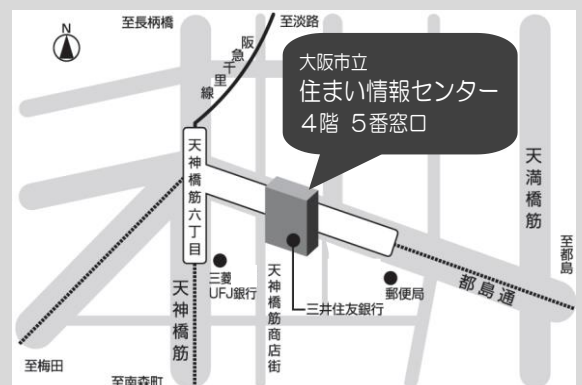 N
至長柄橋
至淡路
阪急千里線
大阪市立
住まい情報センター
4階 5番窓口
天神橋筋六丁目
天満橋筋
至都島
三菱
UFJ銀行
天神橋筋
天神橋筋商店街
三井住友銀行
郵便局
都島通
至梅田
至南森町